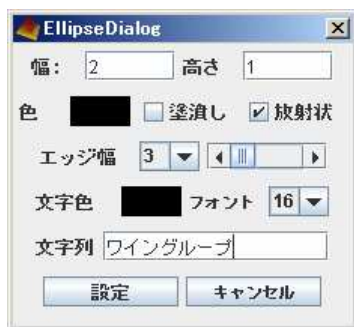 EllipseDialog
幅: 2 高さ 1
色 塗潰し 放射状
エッジ幅 3
文字色 フォント 16
文字列 ワイングループ
設定 キャンセル